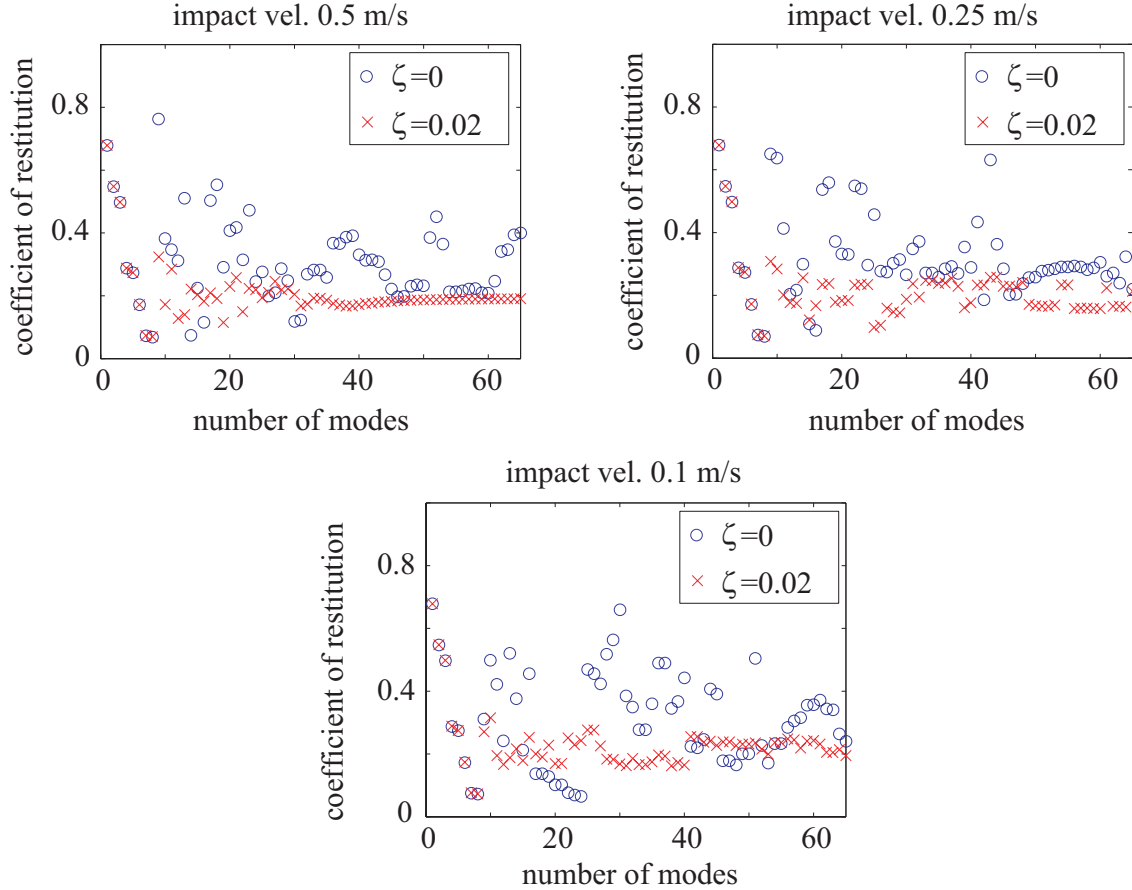 impact vel. 0.5 m/s
coefficient of restitution
0.8
0.4
0
ζ=0
ζ=0.02
0 20 40 60
number of modes
impact vel. 0.25 m/s
coefficient of restitution
0.8
0.4
0
ζ=0
ζ=0.02
0 20 40 60
number of modes
impact vel. 0.1 m/s
coefficient of restitution
0.8
0.4
0
ζ=0
ζ=0.02
0 20 40 60
number of modes